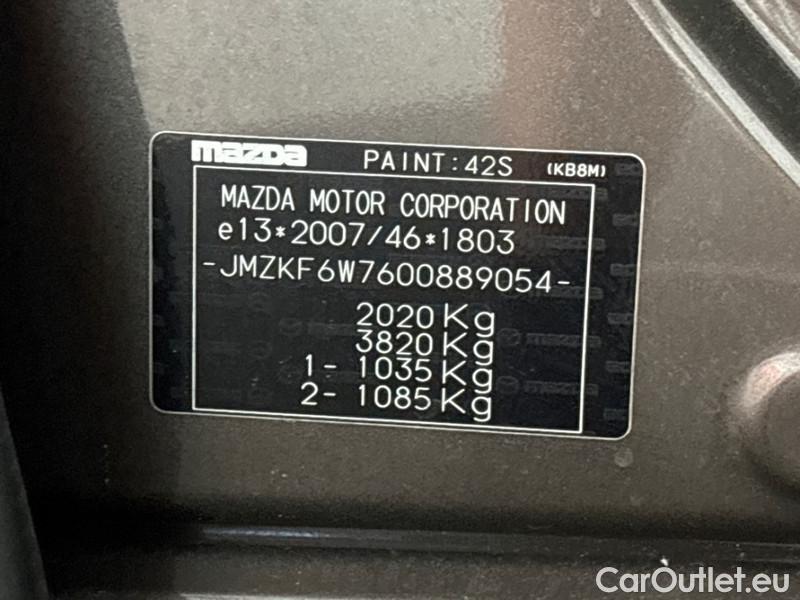 mazda PAINT:42S (KB8M)
MAZDA MOTOR CORPORATION
e13*2007/46*1803
-JMZKF6W7600889054-
2020Kg
3820Kg
1- 1035Kg
2- 1085Kg
CarOutlet.eu